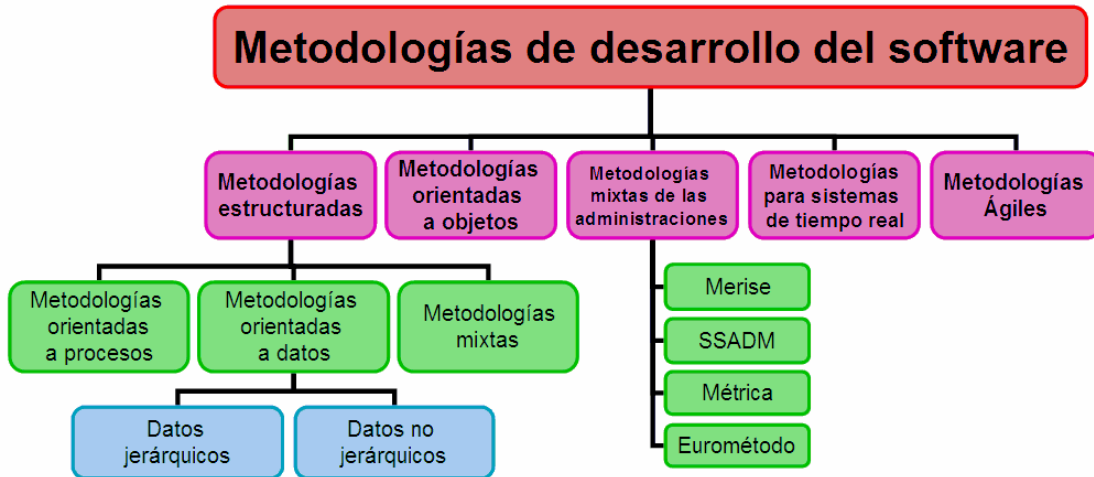 Metodologías de desarrollo del software
Metodologías
estructuradas
Metodologías
orientadas
a objetos
Metodologías
mixtas de las
administraciones
Metodologías
para sistemas
de tiempo real
Metodologías
Ágiles
Metodologías
orientadas
a procesos
Metodologías
orientadas
a datos
Metodologías
mixtas
Datos
jerárquicos
Datos no
jerárquicos
Merise
SSADM
Métrica
Eurométodo